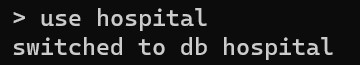 > use hospital
switched to db hospital